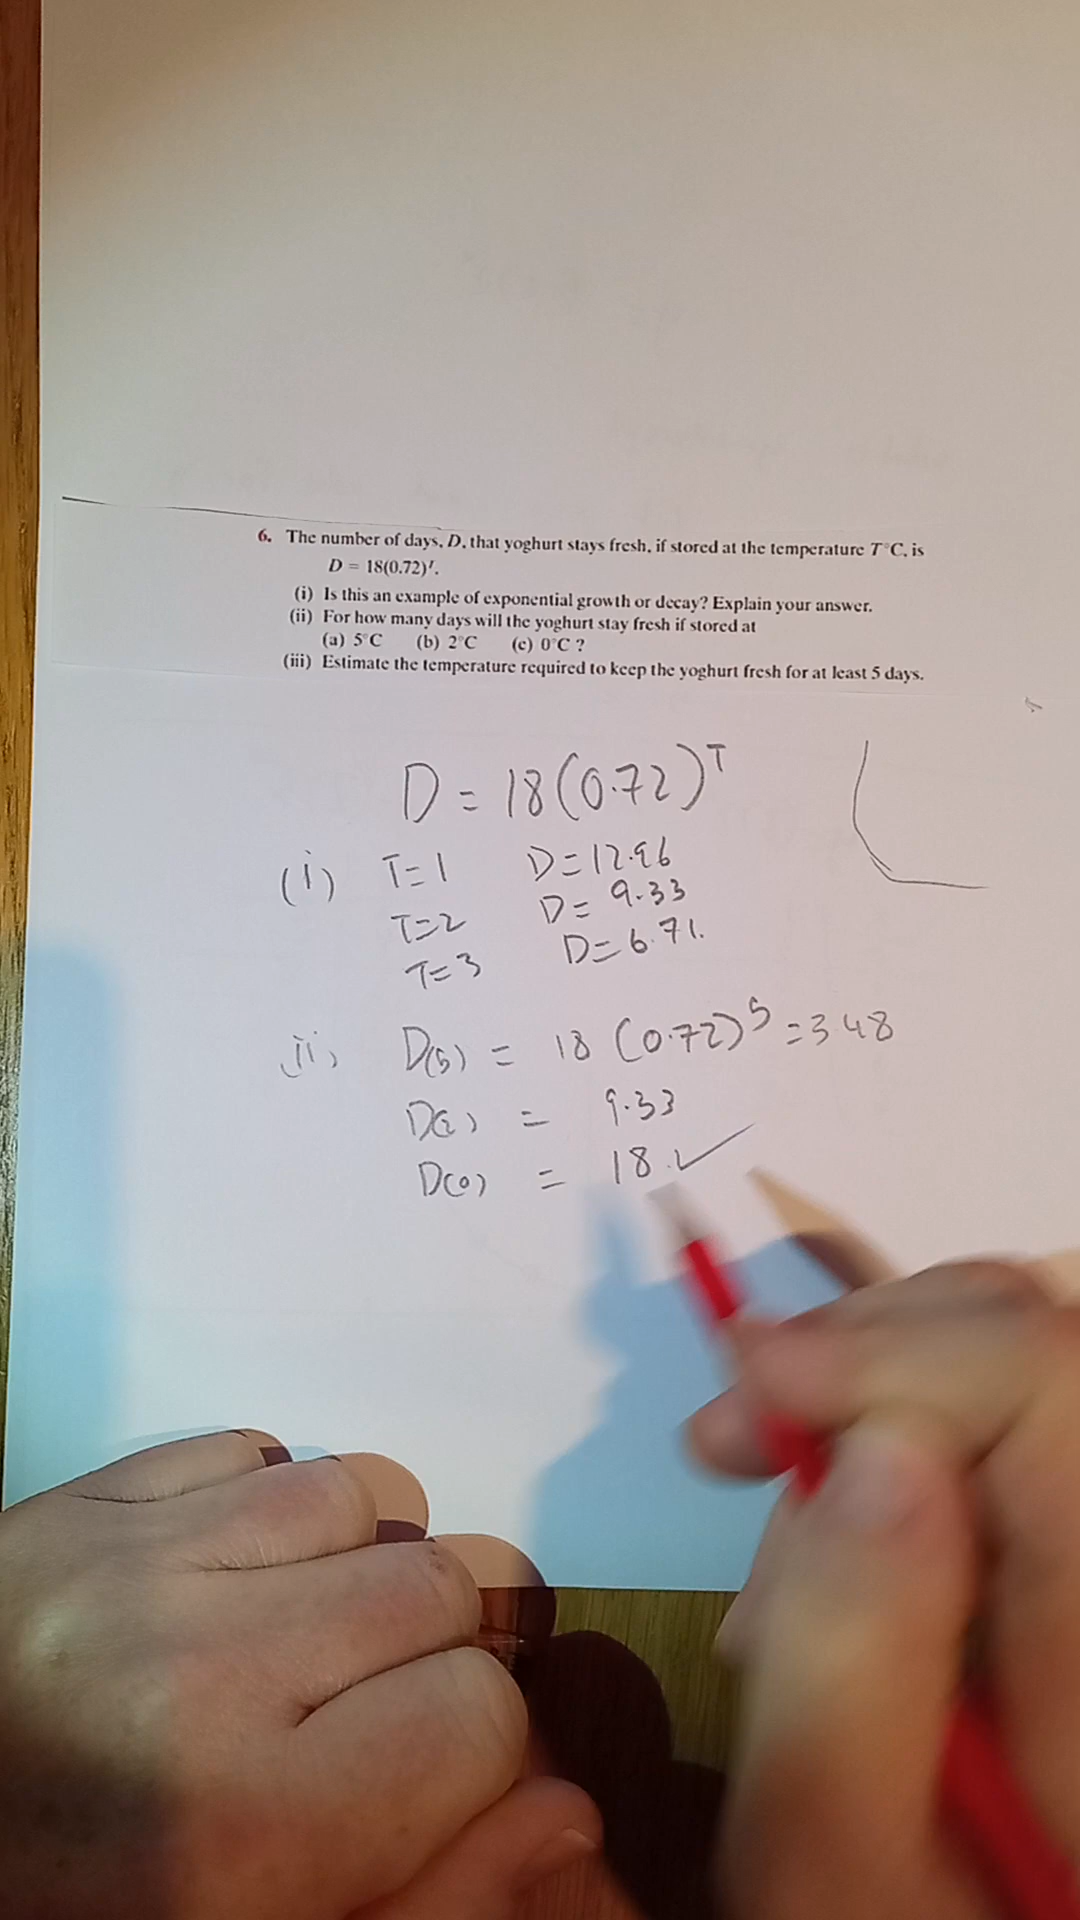 6. The number of days, D, that yoghurt stays fresh, if stored at the temperature T°C, is
D = 18(0.72)ᵀ.
(i) Is this an example of exponential growth or decay? Explain your answer.
(ii) For how many days will the yoghurt stay fresh if stored at
(a) 5°C (b) 2°C (c) 0°C ?
(iii) Estimate the temperature required to keep the yoghurt fresh for at least 5 days.
D = 18(0.72)ᵀ
(i) T=1 D=12.96
T=2 D= 9.33
T=3 D=6.71.
ii, D(5) = 18 (0.72)⁵ =3.48
D(2) = 9.33
D(0) = 18. ✓